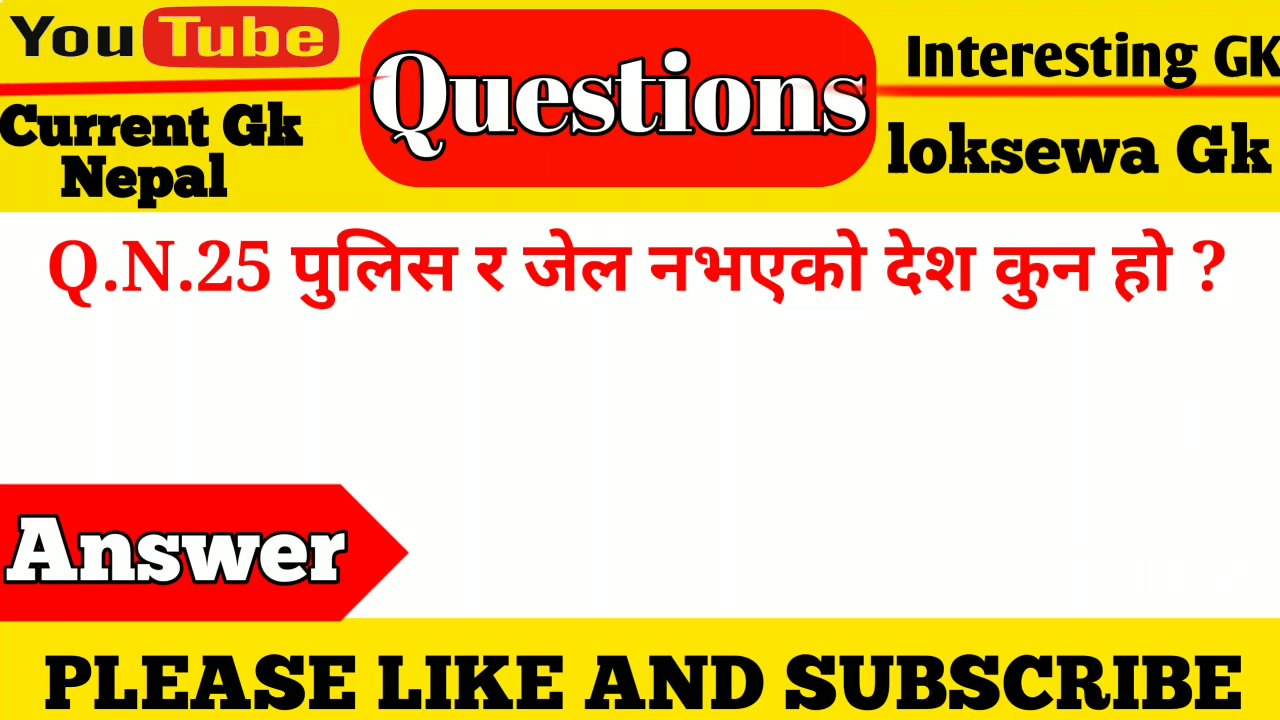 YouTube
Current Gk
Nepal
Questions
Interesting GK
loksewa Gk
Q.N.25 पुलिस र जेल नभएको देश कुन हो ?
Answer
PLEASE LIKE AND SUBSCRIBE